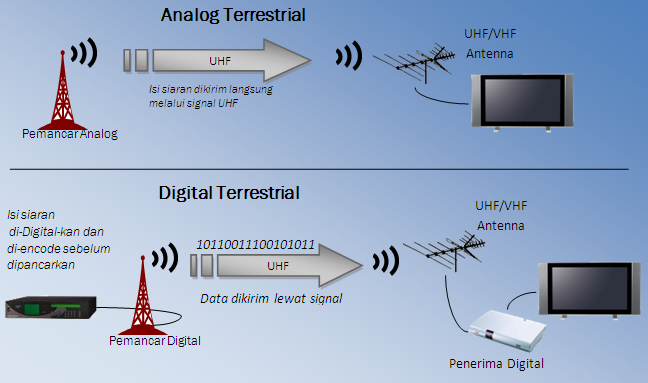 Analog Terrestrial
UHF
Isi siaran dikirim langsung
melalui signal UHF
Pemancar Analog
UHF/VHF
Antenna
Digital Terrestrial
Isi siaran
di-Digital-kan dan
di-encode sebelum
dipancarkan
10110011100101011
UHF
Data dikirim lewat signal
Pemancar Digital
UHF/VHF
Antenna
Penerima Digital